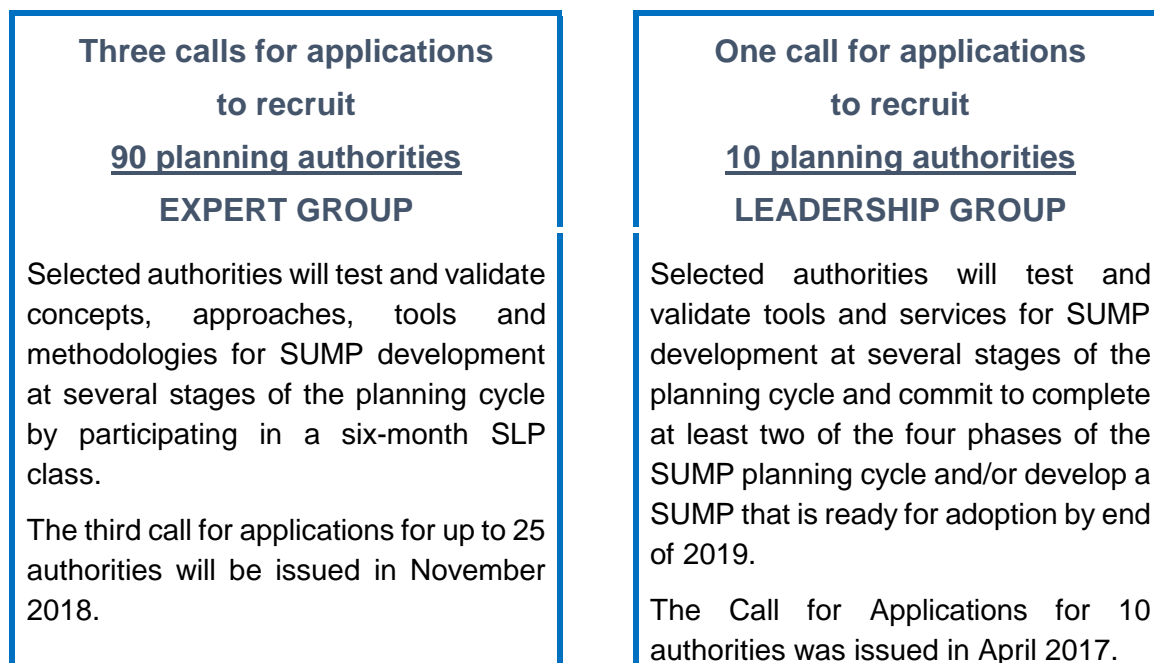 Three calls for applications
to recruit
90 planning authorities
EXPERT GROUP
Selected authorities will test and validate
concepts, approaches, tools and
methodologies for SUMP development
at several stages of the planning cycle
by participating in a six-month SLP
class.
The third call for applications for up to 25
authorities will be issued in November
2018.
One call for applications
to recruit
10 planning authorities
LEADERSHIP GROUP
Selected authorities will test and
validate tools and services for SUMP
development at several stages of the
planning cycle and commit to complete
at least two of the four phases of the
SUMP planning cycle and/or develop a
SUMP that is ready for adoption by end
of 2019.
The Call for Applications for 10
authorities was issued in April 2017.